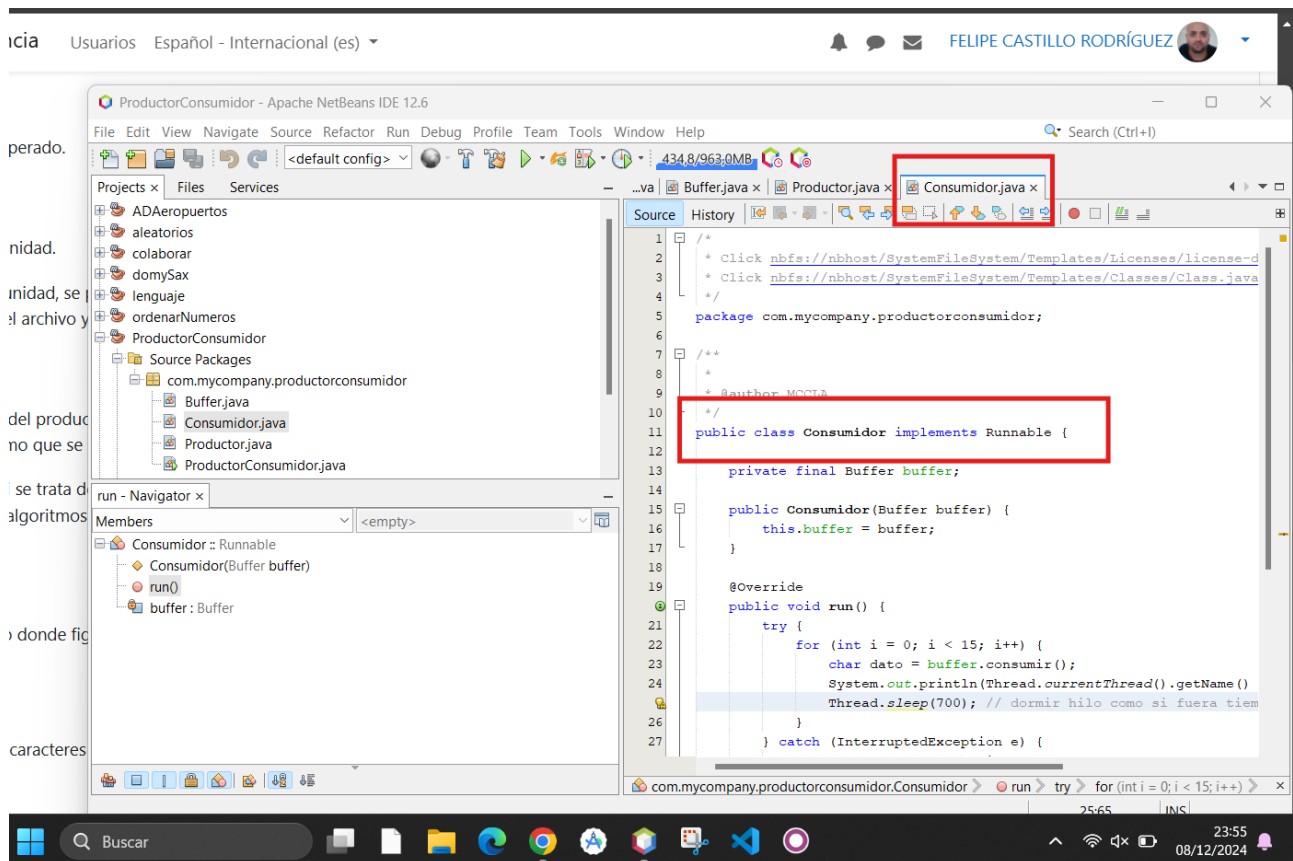 ncia Usuarios Español - Internacional (es) FELIPE CASTILLO RODRÍGUEZ
ProductorConsumidor - Apache NetBeans IDE 12.6
File Edit View Navigate Source Refactor Run Debug Profile Team Tools Window Help Search (Ctrl+I)
perado.
<default config> 434,8/963,0MB
Projects Files Services
...va Buffer.java Productor.java Consumidor.java
Source History
ADAeropuertos
aleatorios
colaborar
domySax
lenguaje
ordenarNumeros
ProductorConsumidor
Source Packages
com.mycompany.productorconsumidor
Buffer.java
Consumidor.java
Productor.java
ProductorConsumidor.java
nidad.
unidad, se p
el archivo y
del produc
mo que se
se trata d
algoritmos
o donde fig
caracteres
run - Navigator
Members <empty>
Consumidor :: Runnable
Consumidor(Buffer buffer)
run()
buffer : Buffer
1 /*
2 * Click nbfs://nbhost/SystemFileSystem/Templates/Licenses/license-d
3 * Click nbfs://nbhost/SystemFileSystem/Templates/Classes/Class.java
4 */
5 package com.mycompany.productorconsumidor;
6
7 /**
8 *
9 * @author MCCLA
10 */
11 public class Consumidor implements Runnable {
12
13 private final Buffer buffer;
14
15 public Consumidor(Buffer buffer) {
16 this.buffer = buffer;
17 }
18
19 @Override
public void run() {
21 try {
22 for (int i = 0; i < 15; i++) {
23 char dato = buffer.consumir();
24 System.out.println(Thread.currentThread().getName()
Thread.sleep(700); // dormir hilo como si fuera tiem
26 }
27 } catch (InterruptedException e) {
com.mycompany.productorconsumidor.Consumidor run try for (int i = 0; i < 15; i++)
25:65 INS
Buscar
23:55
08/12/2024